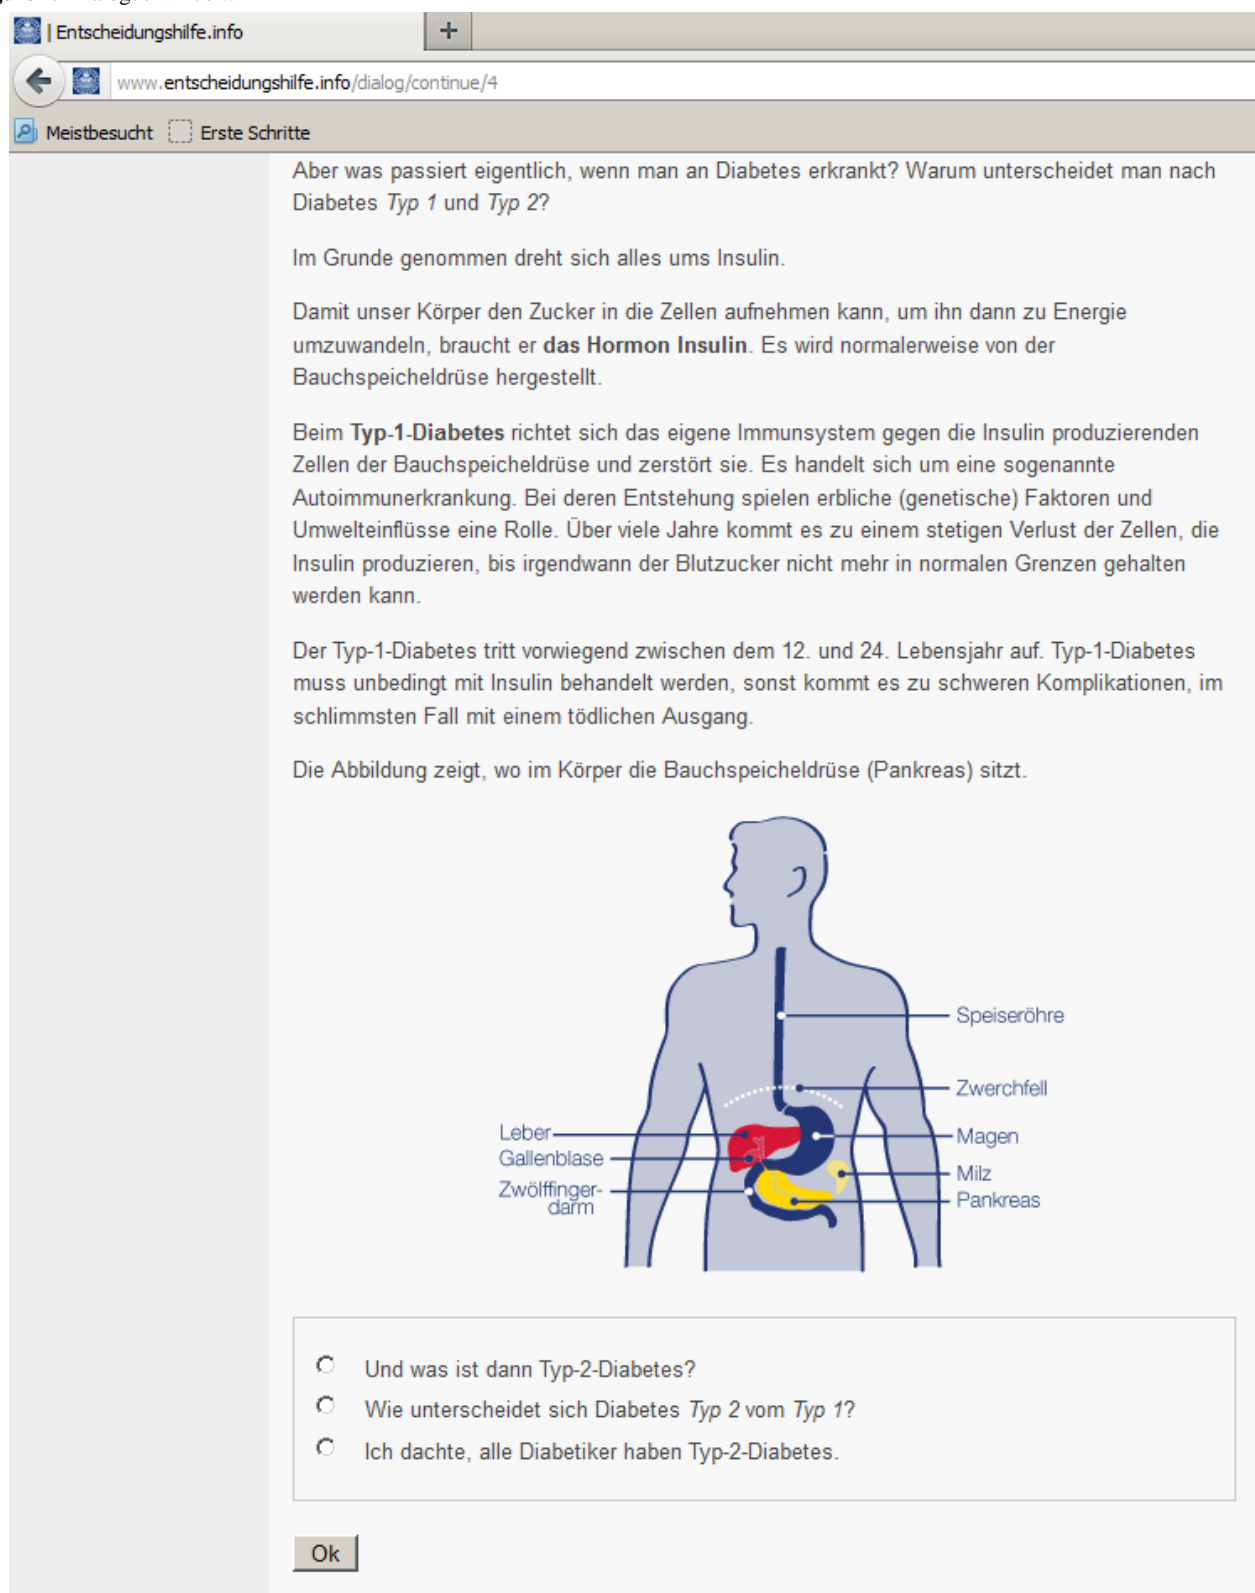 | Entscheidungshilfe.info
www.entscheidungshilfe.info/dialog/continue/4
Meistbesucht Erste Schritte
Aber was passiert eigentlich, wenn man an Diabetes erkrankt? Warum unterscheidet man nach
Diabetes Typ 1 und Typ 2?
Im Grunde genommen dreht sich alles ums Insulin.
Damit unser Körper den Zucker in die Zellen aufnehmen kann, um ihn dann zu Energie
umzuwandeln, braucht er das Hormon Insulin. Es wird normalerweise von der
Bauchspeicheldrüse hergestellt.
Beim Typ-1-Diabetes richtet sich das eigene Immunsystem gegen die Insulin produzierenden
Zellen der Bauchspeicheldrüse und zerstört sie. Es handelt sich um eine sogenannte
Autoimmunerkrankung. Bei deren Entstehung spielen erbliche (genetische) Faktoren und
Umwelteinflüsse eine Rolle. Über viele Jahre kommt es zu einem stetigen Verlust der Zellen, die
Insulin produzieren, bis irgendwann der Blutzucker nicht mehr in normalen Grenzen gehalten
werden kann.
Der Typ-1-Diabetes tritt vorwiegend zwischen dem 12. und 24. Lebensjahr auf. Typ-1-Diabetes
muss unbedingt mit Insulin behandelt werden, sonst kommt es zu schweren Komplikationen, im
schlimmsten Fall mit einem tödlichen Ausgang.
Die Abbildung zeigt, wo im Körper die Bauchspeicheldrüse (Pankreas) sitzt.
Speiseröhre
Zwerchfell
Leber
Magen
Gallenblase
Milz
Zwölffinger-
darm
Pankreas
Und was ist dann Typ-2-Diabetes?
Wie unterscheidet sich Diabetes Typ 2 vom Typ 1?
Ich dachte, alle Diabetiker haben Typ-2-Diabetes.
Ok